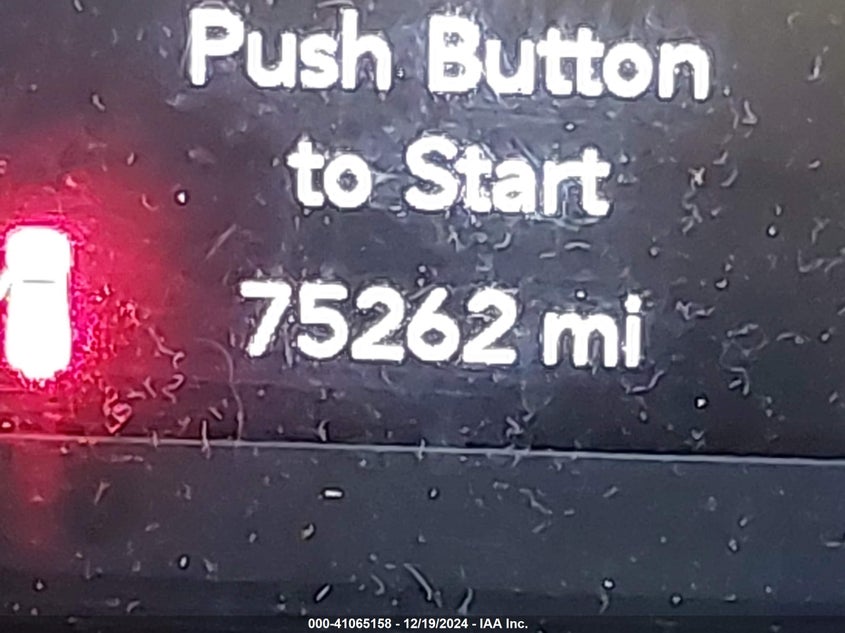 Push Button
to Start
75262 mi
000-41065158 - 12/19/2024 - IAA Inc.